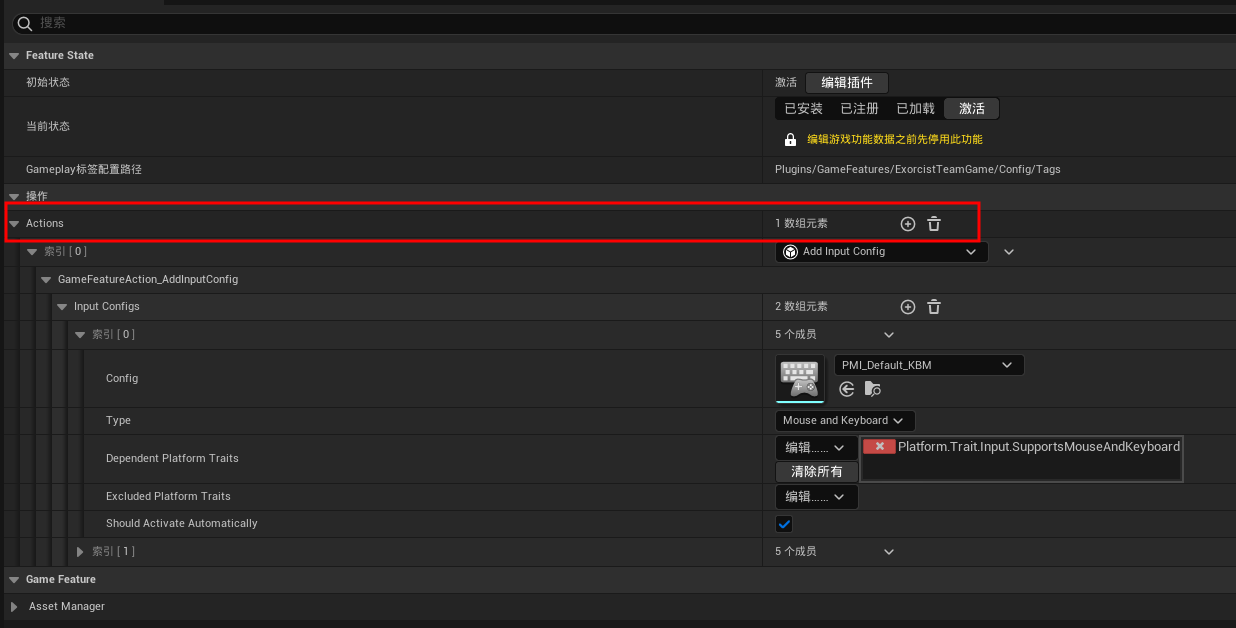 搜索
Feature State
初始状态 激活 编辑插件
当前状态 已安装 已注册 已加载 激活
编辑游戏功能数据之前先停用此功能
Gameplay标签配置路径 Plugins/GameFeatures/ExorcistTeamGame/Config/Tags
操作
Actions 1 数组元素
索引 [ 0 ] Add Input Config
GameFeatureAction_AddInputConfig
Input Configs 2 数组元素
索引 [ 0 ] 5 个成员
Config PMI_Default_KBM
Type Mouse and Keyboard
Dependent Platform Traits 编辑...... Platform.Trait.Input.SupportsMouseAndKeyboard
清除所有
Excluded Platform Traits 编辑......
Should Activate Automatically
索引 [ 1 ] 5 个成员
Game Feature
Asset Manager